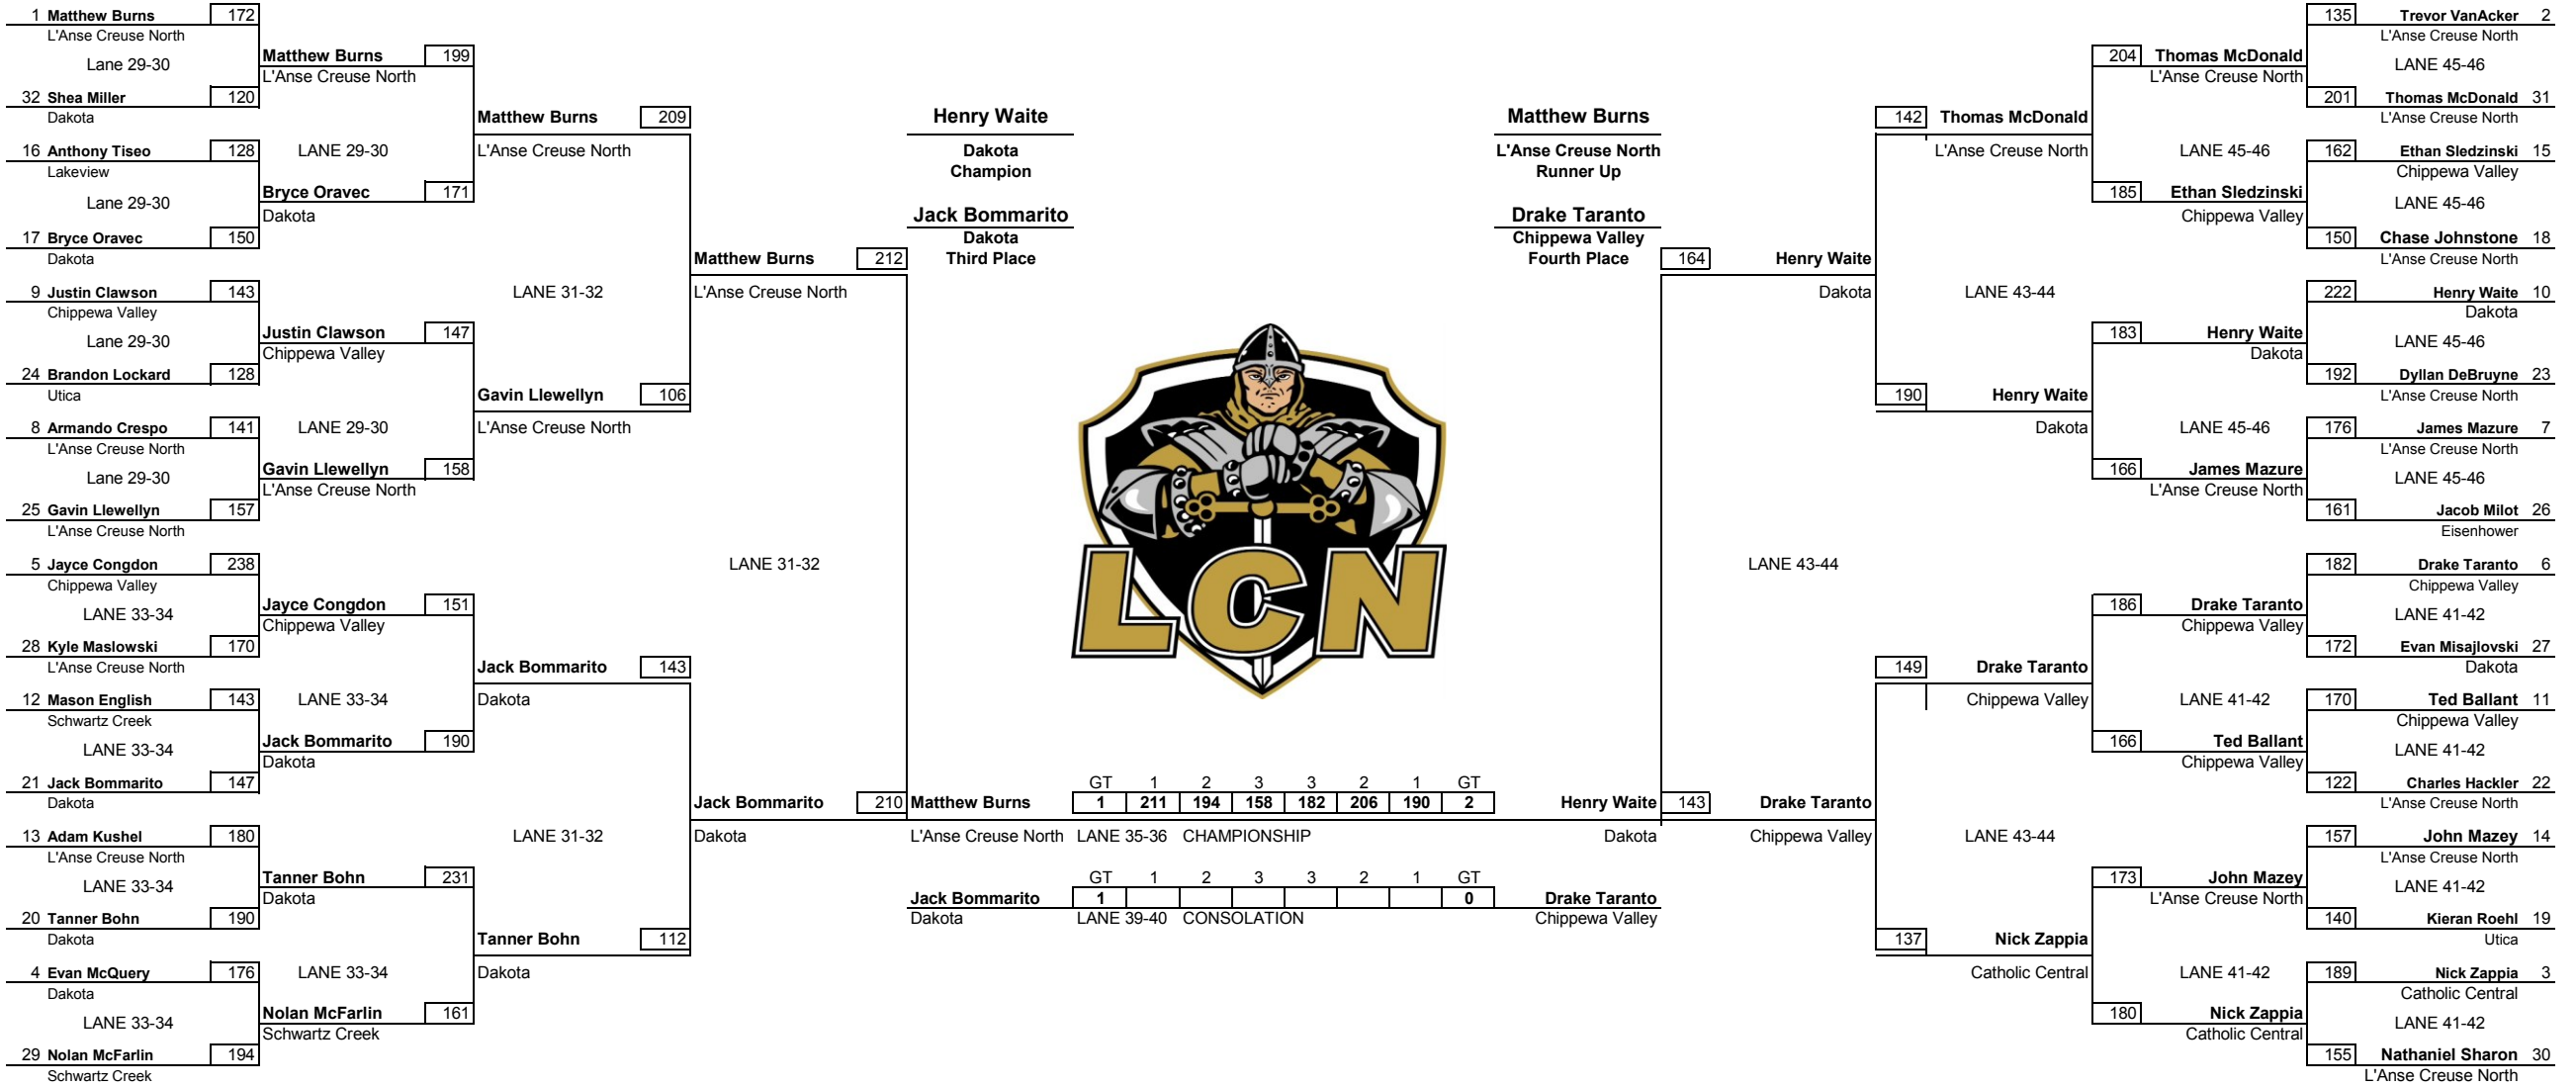 1 Matthew Burns 172
L'Anse Creuse North
Lane 29-30
32 Shea Miller 120
Dakota
16 Anthony Tiseo 128
Lakeview
Lane 29-30
17 Bryce Oravec 150
Dakota
9 Justin Clawson 143
Chippewa Valley
Lane 29-30
24 Brandon Lockard 128
Utica
8 Armando Crespo 141
L'Anse Creuse North
Lane 29-30
25 Gavin Llewellyn 157
L'Anse Creuse North
5 Jayce Congdon 238
Chippewa Valley
LANE 33-34
28 Kyle Maslowski 170
L'Anse Creuse North
12 Mason English 143
Schwartz Creek
LANE 33-34
21 Jack Bommarito 147
Dakota
13 Adam Kushel 180
L'Anse Creuse North
LANE 33-34
20 Tanner Bohn 190
Dakota
4 Evan McQuery 176
Dakota
LANE 33-34
29 Nolan McFarlin 194
Schwartz Creek
Matthew Burns 199
L'Anse Creuse North
LANE 29-30
Bryce Oravec 171
Dakota
Justin Clawson 147
Chippewa Valley
LANE 29-30
Gavin Llewellyn 158
L'Anse Creuse North
Jayce Congdon 151
Chippewa Valley
LANE 33-34
Jack Bommarito 190
Dakota
Tanner Bohn 231
Dakota
LANE 33-34
Nolan McFarlin 161
Schwartz Creek
Matthew Burns 209
L'Anse Creuse North
LANE 31-32
Gavin Llewellyn 106
L'Anse Creuse North
Jack Bommarito 143
Dakota
LANE 31-32
Tanner Bohn 112
Dakota
Matthew Burns 212
L'Anse Creuse North
LANE 31-32
Jack Bommarito 210
Dakota
Henry Waite
Dakota
Champion
Jack Bommarito
Dakota
Third Place
Matthew Burns
L'Anse Creuse North
Runner Up
Drake Taranto
Chippewa Valley
Fourth Place
LCN
GT 1 2 3 3 2 1 GT
Matthew Burns 1 211 194 158 182 206 190 2 Henry Waite
L'Anse Creuse North LANE 35-36 CHAMPIONSHIP Dakota
GT 1 2 3 3 2 1 GT
Jack Bommarito 1 0 Drake Taranto
Dakota LANE 39-40 CONSOLATION Chippewa Valley
164 Henry Waite
Dakota
LANE 43-44
143 Drake Taranto
Chippewa Valley
142 Thomas McDonald
L'Anse Creuse North
LANE 43-44
190 Henry Waite
Dakota
149 Drake Taranto
Chippewa Valley
LANE 43-44
137 Nick Zappia
Catholic Central
204 Thomas McDonald
L'Anse Creuse North
LANE 45-46
185 Ethan Sledzinski
Chippewa Valley
183 Henry Waite
Dakota
LANE 45-46
166 James Mazure
L'Anse Creuse North
186 Drake Taranto
Chippewa Valley
LANE 41-42
166 Ted Ballant
Chippewa Valley
173 John Mazey
L'Anse Creuse North
LANE 41-42
180 Nick Zappia
Catholic Central
135 Trevor VanAcker 2
L'Anse Creuse North
LANE 45-46
201 Thomas McDonald 31
L'Anse Creuse North
162 Ethan Sledzinski 15
Chippewa Valley
LANE 45-46
150 Chase Johnstone 18
L'Anse Creuse North
222 Henry Waite 10
Dakota
LANE 45-46
192 Dyllan DeBruyne 23
L'Anse Creuse North
176 James Mazure 7
L'Anse Creuse North
LANE 45-46
161 Jacob Milot 26
Eisenhower
182 Drake Taranto 6
Chippewa Valley
LANE 41-42
172 Evan Misajlovski 27
Dakota
170 Ted Ballant 11
Chippewa Valley
LANE 41-42
122 Charles Hackler 22
L'Anse Creuse North
157 John Mazey 14
L'Anse Creuse North
LANE 41-42
140 Kieran Roehl 19
Utica
189 Nick Zappia 3
Catholic Central
LANE 41-42
155 Nathaniel Sharon 30
L'Anse Creuse North